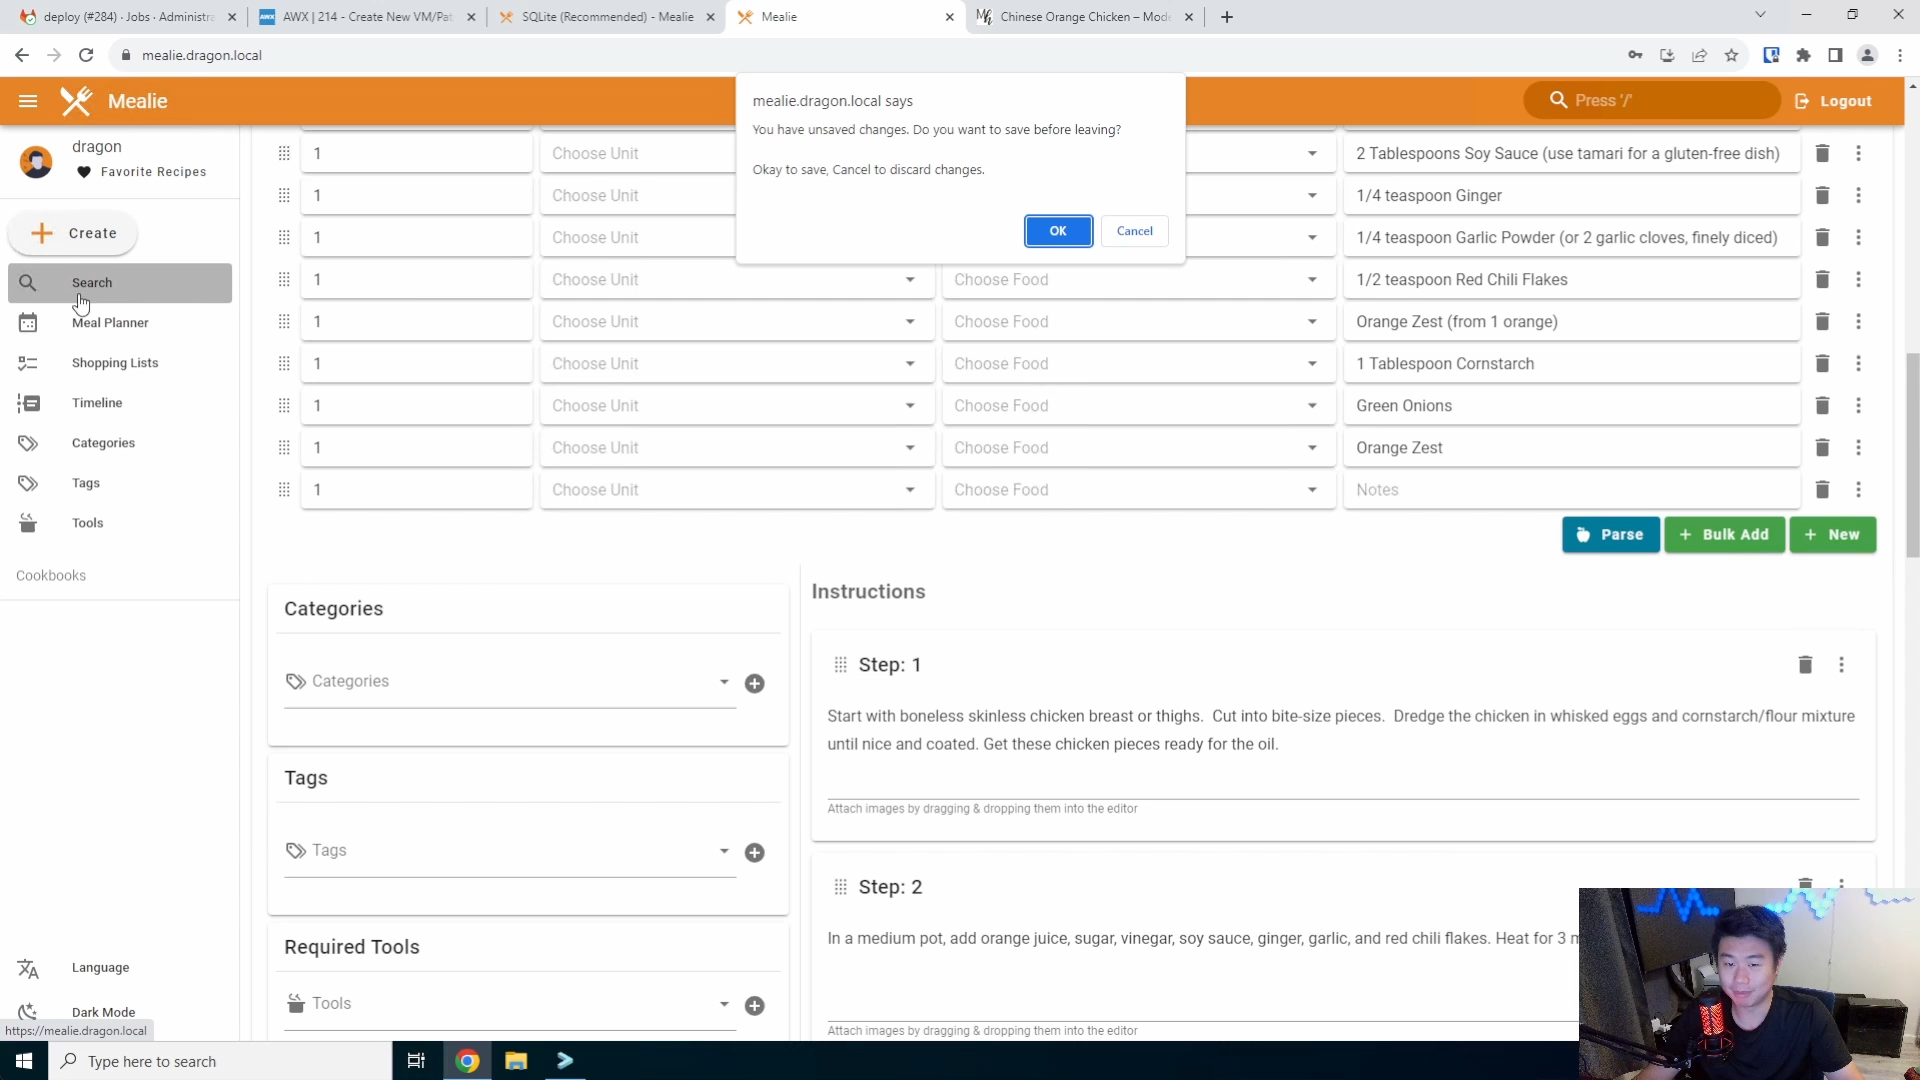 deploy (#284) · Jobs · Administra
AWX | 214 - Create New VM/Pat
SQLite (Recommended) - Mealie
Mealie
Chinese Orange Chicken – Mode
mealie.dragon.local
Mealie
Press '/'
Logout
mealie.dragon.local says
You have unsaved changes. Do you want to save before leaving?
Okay to save, Cancel to discard changes.
OK
Cancel
dragon
Favorite Recipes
Create
Search
Meal Planner
Shopping Lists
Timeline
Categories
Tags
Tools
Cookbooks
Language
Dark Mode
https://mealie.dragon.local
1 Choose Unit 2 Tablespoons Soy Sauce (use tamari for a gluten-free dish)
1 Choose Unit 1/4 teaspoon Ginger
1 Choose Unit 1/4 teaspoon Garlic Powder (or 2 garlic cloves, finely diced)
1 Choose Unit Choose Food 1/2 teaspoon Red Chili Flakes
1 Choose Unit Choose Food Orange Zest (from 1 orange)
1 Choose Unit Choose Food 1 Tablespoon Cornstarch
1 Choose Unit Choose Food Green Onions
1 Choose Unit Choose Food Orange Zest
1 Choose Unit Choose Food Notes
Parse
+ Bulk Add
+ New
Categories
Categories
Tags
Tags
Required Tools
Tools
Instructions
Step: 1
Start with boneless skinless chicken breast or thighs. Cut into bite-size pieces. Dredge the chicken in whisked eggs and cornstarch/flour mixture
until nice and coated. Get these chicken pieces ready for the oil.
Attach images by dragging & dropping them into the editor
Step: 2
In a medium pot, add orange juice, sugar, vinegar, soy sauce, ginger, garlic, and red chili flakes. Heat for 3 m
Attach images by dragging & dropping them into the editor
Type here to search